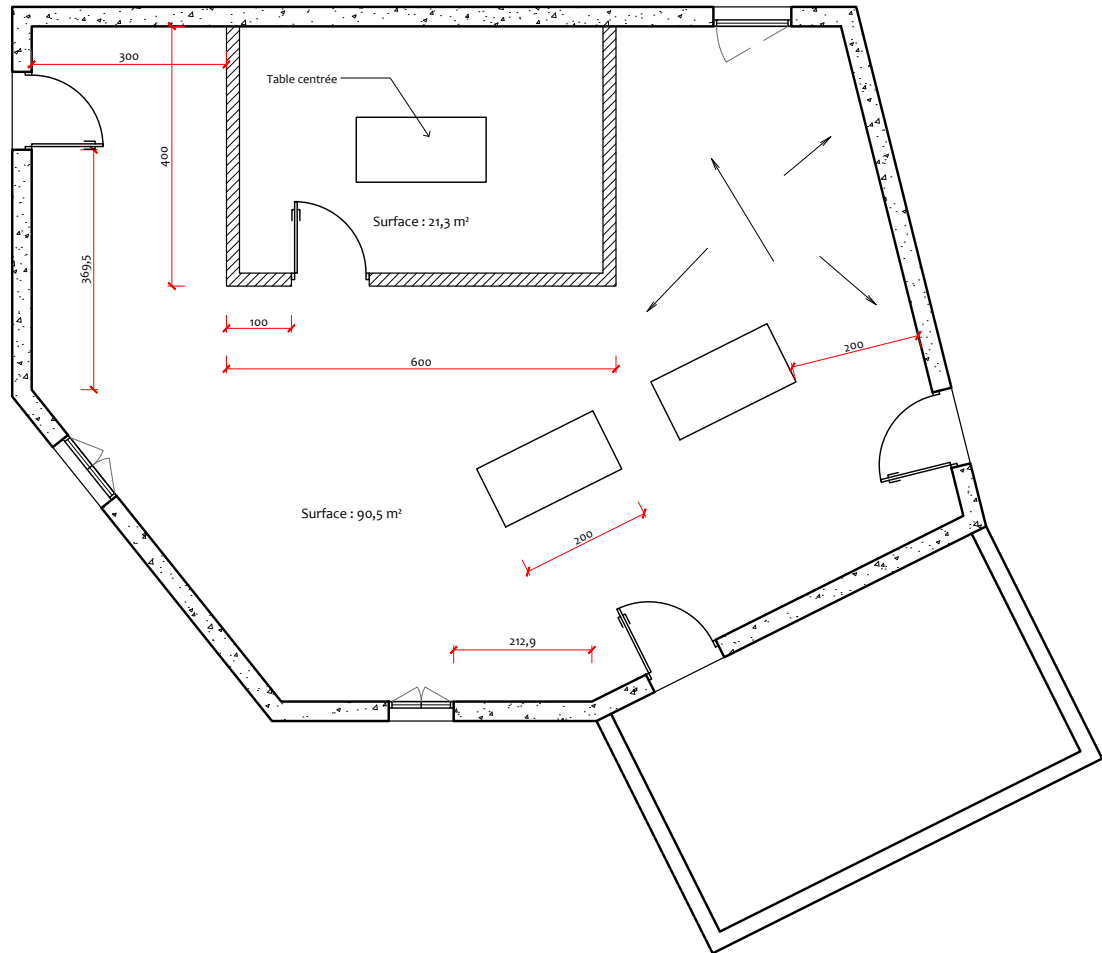 300
Table centrée
400
Surface : 21,3 m²
369,5
100
200
600
Surface : 90,5 m²
200
212,9